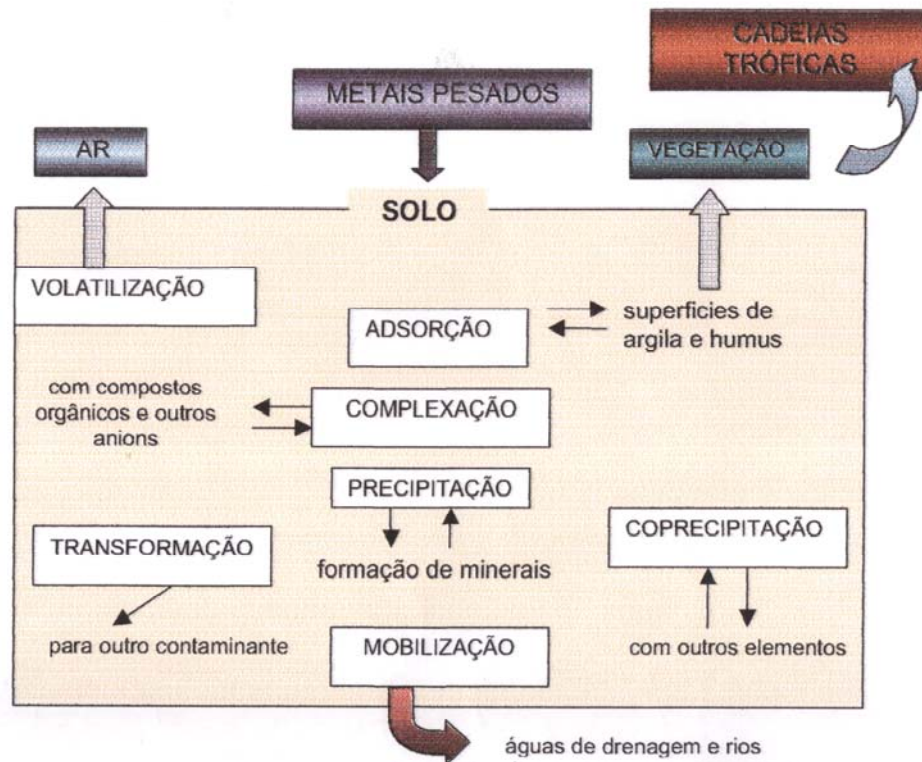 CADEIAS
TRÓFICAS
METAIS PESADOS
AR
VEGETAÇÃO
SOLO
VOLATILIZAÇÃO
ADSORÇÃO
superficies de
argila e humus
com compostos
orgânicos e outros
anions
COMPLEXAÇÃO
PRECIPITAÇÃO
COPRECIPITAÇÃO
TRANSFORMAÇÃO
formação de minerais
para outro contaminante
MOBILIZAÇÃO
com outros elementos
águas de drenagem e rios